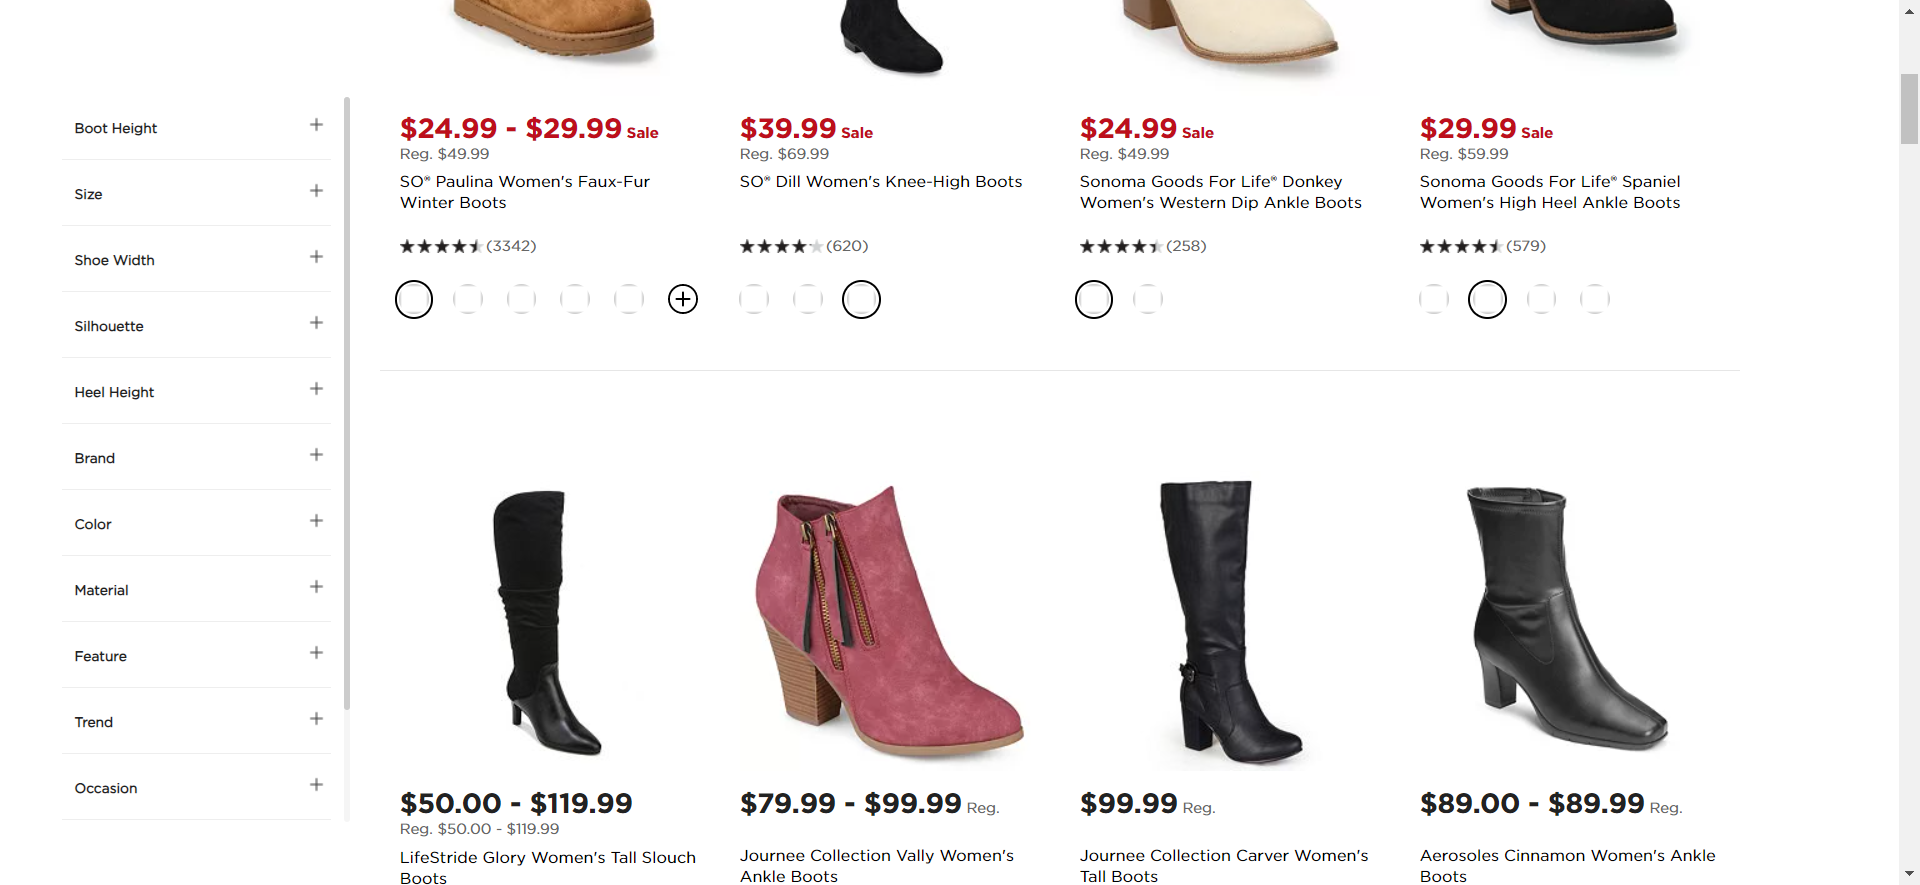 Boot Height
Size
Shoe Width
Silhouette
Heel Height
Brand
Color
Material
Feature
Trend
Occasion
$24.99 - $29.99 Sale
Reg. $49.99
SO® Paulina Women's Faux-Fur
Winter Boots
(3342)
$39.99 Sale
Reg. $69.99
SO® Dill Women's Knee-High Boots
(620)
$24.99 Sale
Reg. $49.99
Sonoma Goods For Life® Donkey
Women's Western Dip Ankle Boots
(258)
$29.99 Sale
Reg. $59.99
Sonoma Goods For Life® Spaniel
Women's High Heel Ankle Boots
(579)
$50.00 - $119.99
Reg. $50.00 - $119.99
LifeStride Glory Women's Tall Slouch
Boots
$79.99 - $99.99 Reg.
Journee Collection Vally Women's
Ankle Boots
$99.99 Reg.
Journee Collection Carver Women's
Tall Boots
$89.00 - $89.99 Reg.
Aerosoles Cinnamon Women's Ankle
Boots